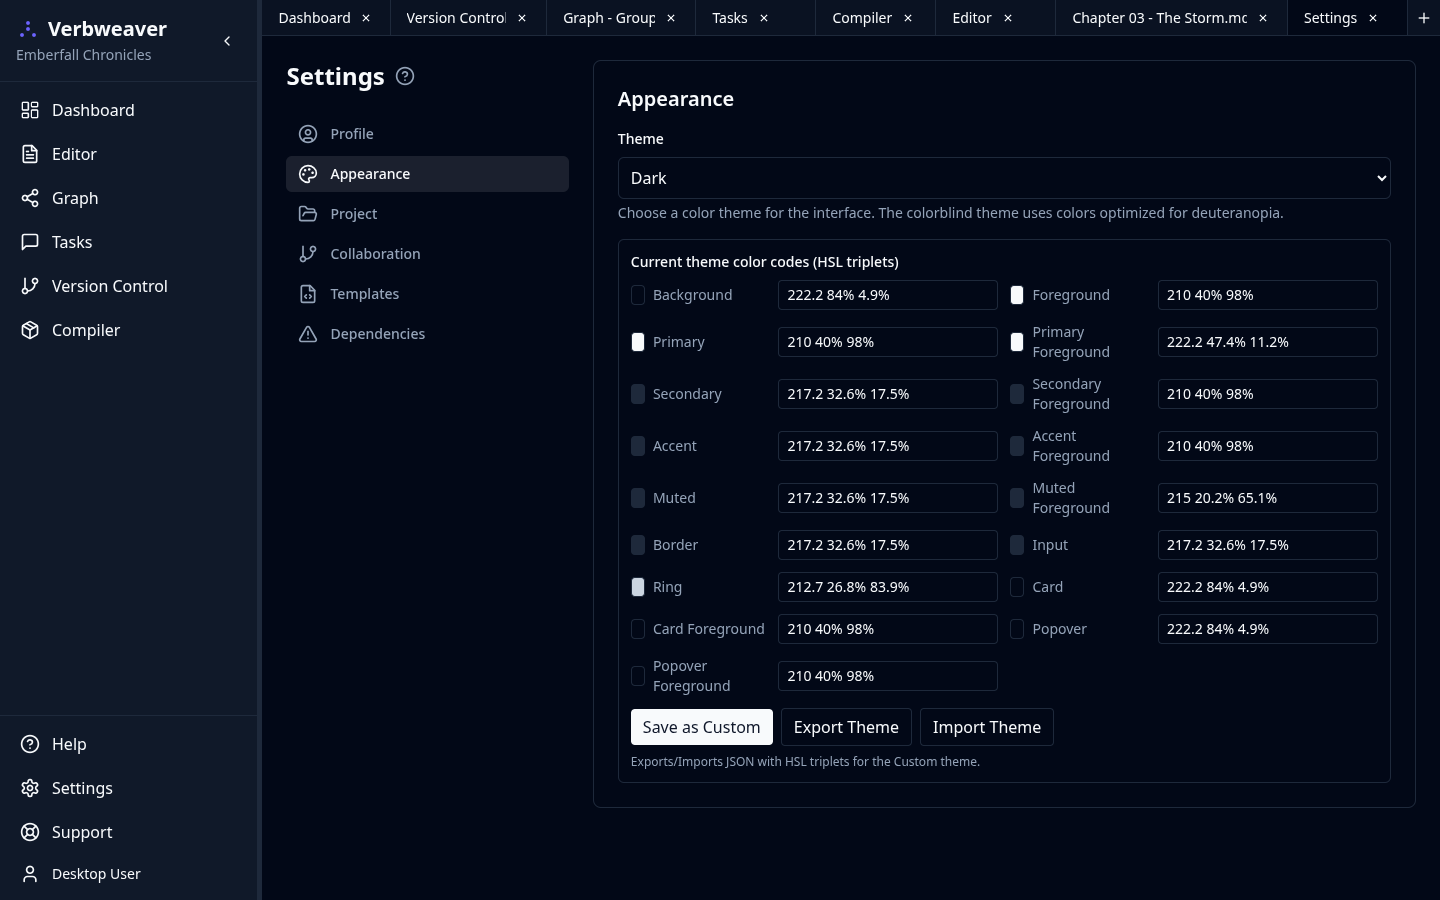 Verbweaver
Emberfall Chronicles
Dashboard
Editor
Graph
Tasks
Version Control
Compiler
Help
Settings
Support
Desktop User
Dashboard
Version Control
Graph - Group
Tasks
Compiler
Editor
Chapter 03 - The Storm.md
Settings
Settings
Profile
Appearance
Project
Collaboration
Templates
Dependencies
Appearance
Theme
Dark
Choose a color theme for the interface. The colorblind theme uses colors optimized for deuteranopia.
Current theme color codes (HSL triplets)
Background 222.2 84% 4.9% Foreground 210 40% 98%
Primary 210 40% 98% Primary Foreground 222.2 47.4% 11.2%
Secondary 217.2 32.6% 17.5% Secondary Foreground 210 40% 98%
Accent 217.2 32.6% 17.5% Accent Foreground 210 40% 98%
Muted 217.2 32.6% 17.5% Muted Foreground 215 20.2% 65.1%
Border 217.2 32.6% 17.5% Input 217.2 32.6% 17.5%
Ring 212.7 26.8% 83.9% Card 222.2 84% 4.9%
Card Foreground 210 40% 98% Popover 222.2 84% 4.9%
Popover Foreground 210 40% 98%
Save as Custom
Export Theme
Import Theme
Exports/Imports JSON with HSL triplets for the Custom theme.